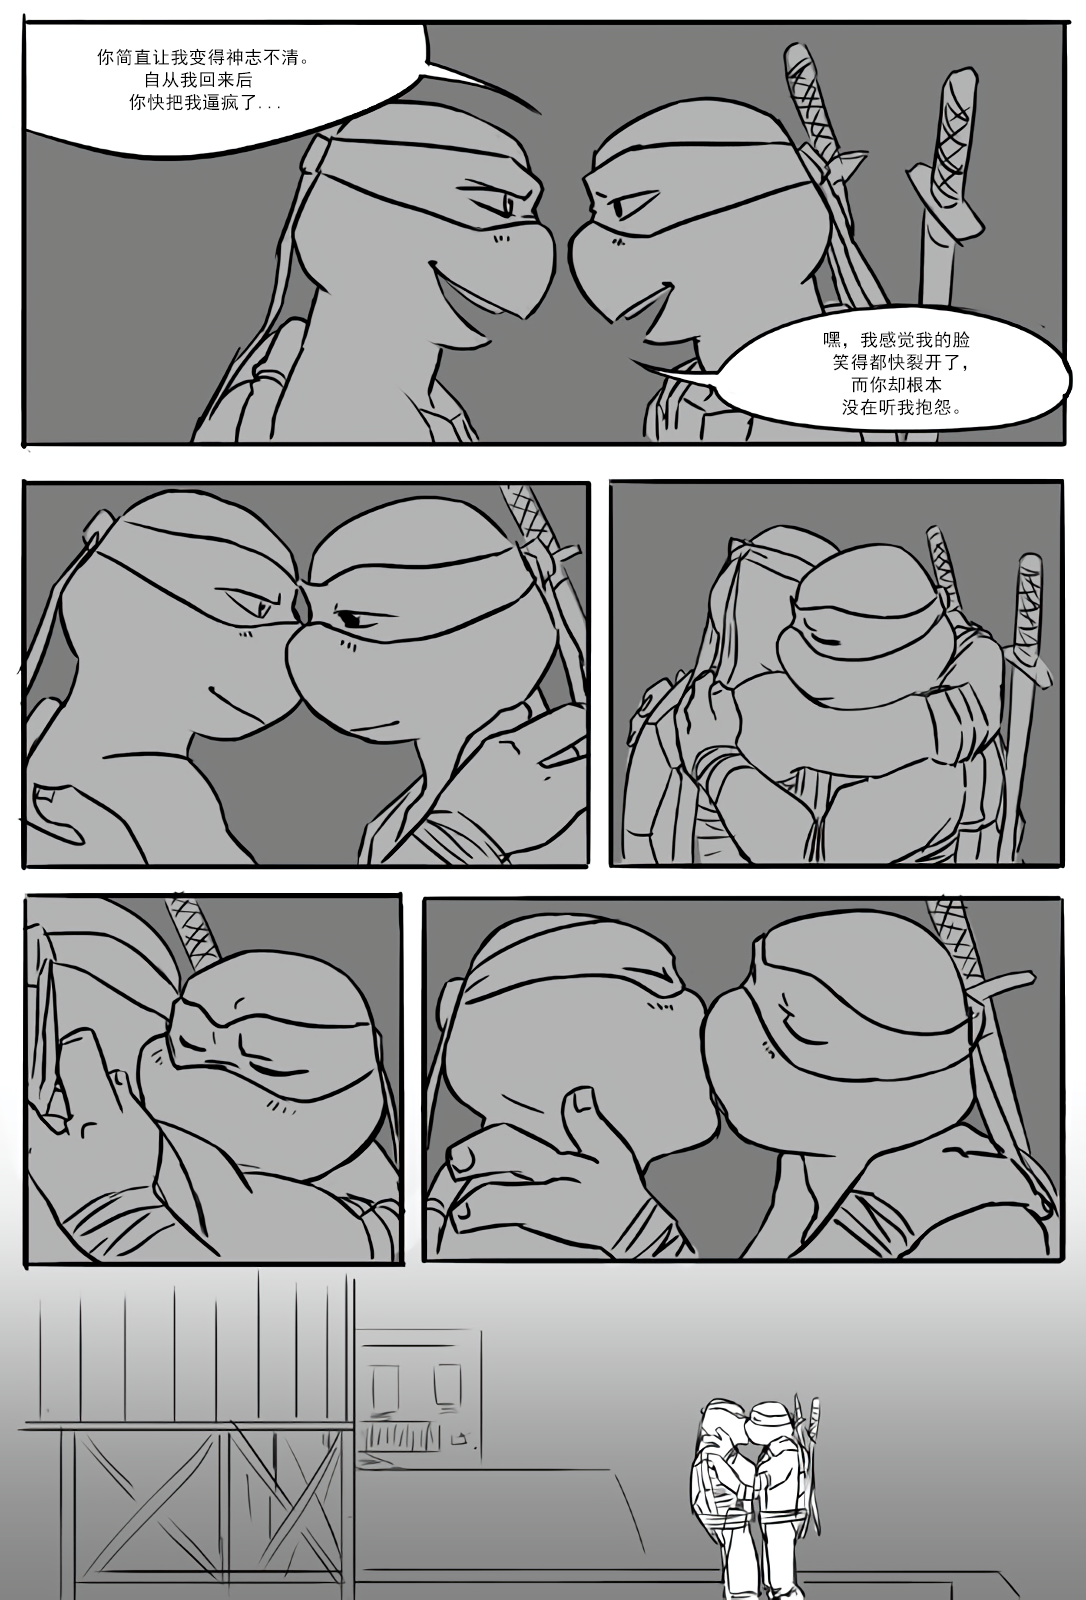 你简直让我变得神志不清。
自从我回来后
你快把我逼疯了...
嘿，我感觉我的脸
笑得都快裂开了，
而你却根本
没在听我抱怨。